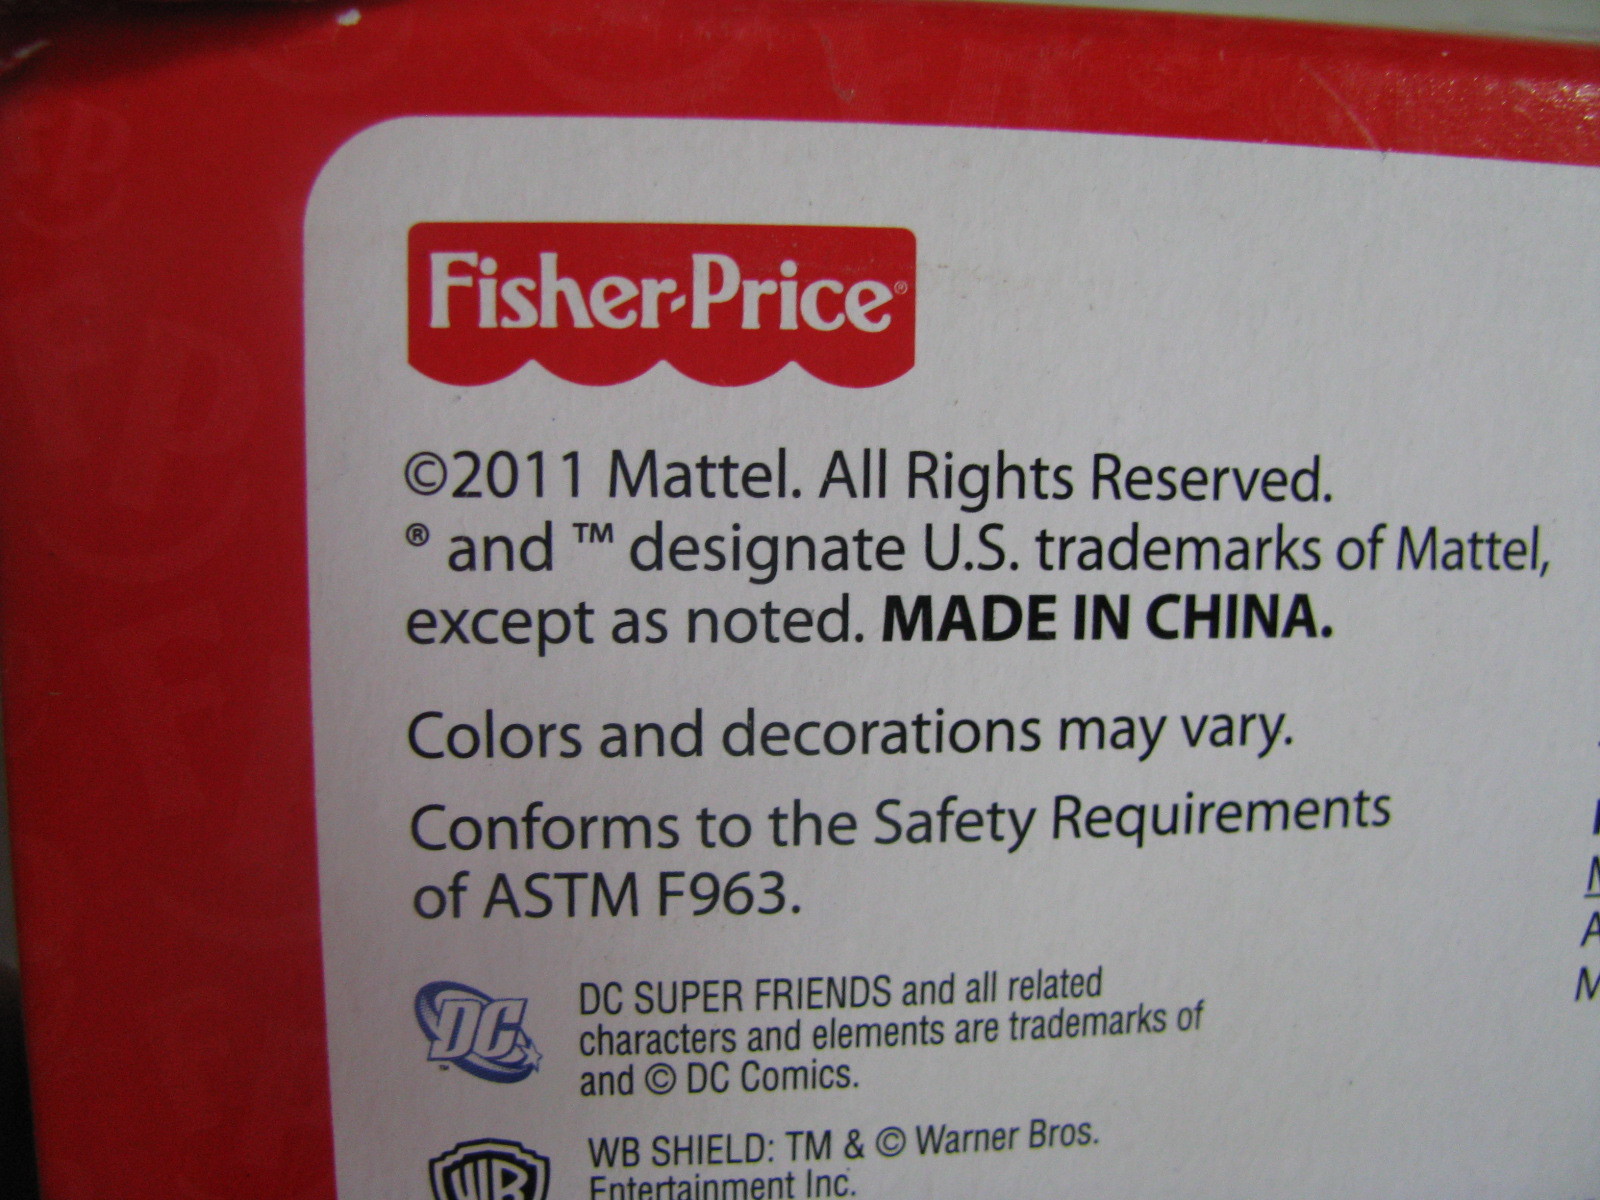 Fisher-Price®
©2011 Mattel. All Rights Reserved.
® and ™ designate U.S. trademarks of Mattel,
except as noted. MADE IN CHINA.
Colors and decorations may vary.
Conforms to the Safety Requirements
of ASTM F963.
DC™
DC SUPER FRIENDS and all related
characters and elements are trademarks of
and © DC Comics.
WB
WB SHIELD: TM & © Warner Bros.
Entertainment Inc.